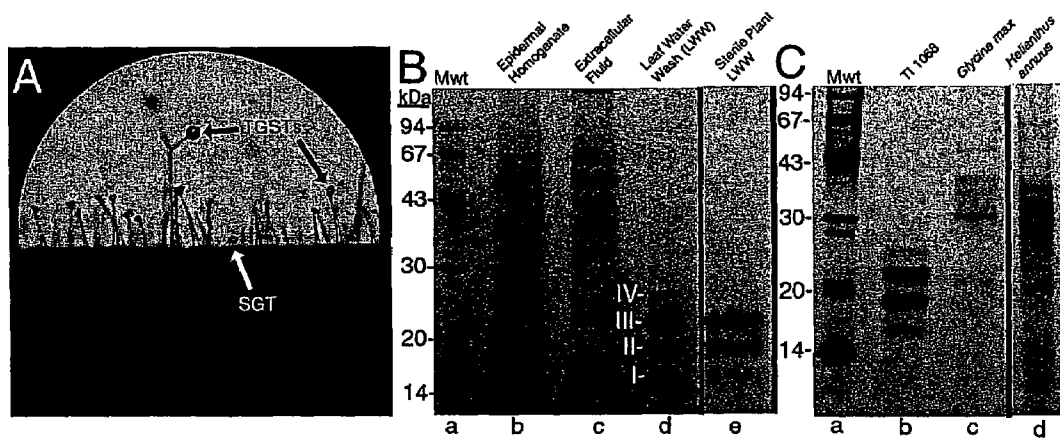 A
TGSTs
SGT
B
Mwt
Epidermal Homogenate
Extracellular Fluid
Leaf Water Wash (LWW)
Sterile Plant LWW
kDa
94-
67-
43-
30-
20-
14-
IV-
III-
II-
I-
a b c d e
C
Mwt
TI 1068
Glycine max
Helianthus annuus
94-
67-
43-
30-
20-
14-
a b c d